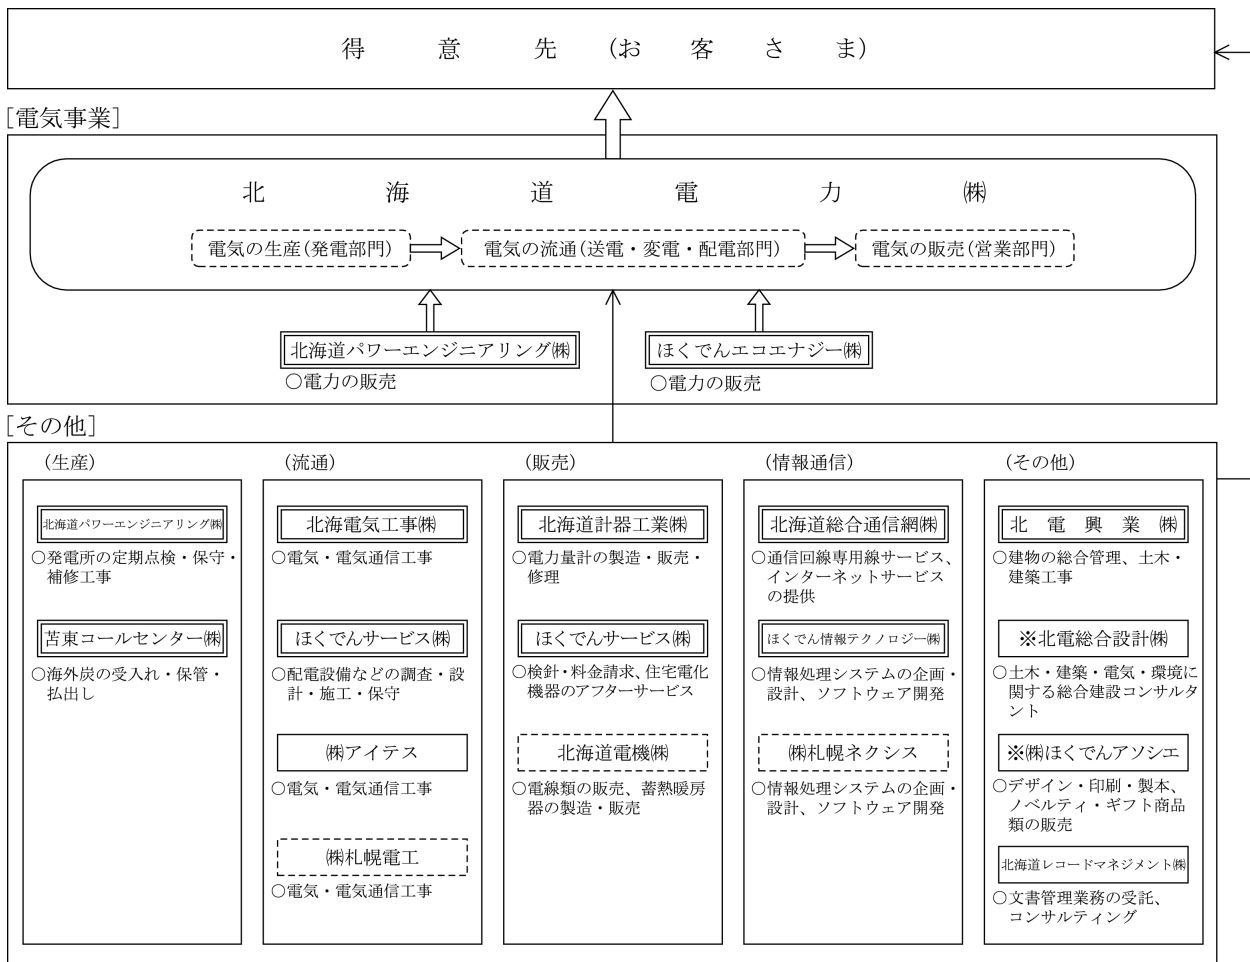 得意先(お客さま)
[電気事業]
北海道電力㈱
電気の生産(発電部門)
電気の流通(送電・変電・配電部門)
電気の販売(営業部門)
北海道パワーエンジニアリング㈱
○電力の販売
ほくでんエコエナジー㈱
○電力の販売
[その他]
(生産)
北海道パワーエンジニアリング㈱
○発電所の定期点検・保守・
補修工事
苫東コールセンター㈱
○海外炭の受入れ・保管・
払出し
(流通)
北海電気工事㈱
○電気・電気通信工事
ほくでんサービス㈱
○配電設備などの調査・設
計・施工・保守
㈱アイテス
○電気・電気通信工事
㈱札幌電工
○電気・電気通信工事
(販売)
北海道計器工業㈱
○電力量計の製造・販売・
修理
ほくでんサービス㈱
○検針・料金請求、住宅電化
機器のアフターサービス
北海道電機㈱
○電線類の販売、蓄熱暖房
器の製造・販売
(情報通信)
北海道総合通信網㈱
○通信回線専用線サービス、
インターネットサービス
の提供
ほくでん情報テクノロジー㈱
○情報処理システムの企画・
設計、ソフトウェア開発
㈱札幌ネクシス
○情報処理システムの企画・
設計、ソフトウェア開発
(その他)
北電興業㈱
○建物の総合管理、土木・
建築工事
※北電総合設計㈱
○土木・建築・電気・環境に
関する総合建設コンサルタ
ント
※㈱ほくでんアソシエ
○デザイン・印刷・製本、
ノベルティ・ギフト商品
類の販売
北海道レコードマネジメント㈱
○文書管理業務の受託、
コンサルティング